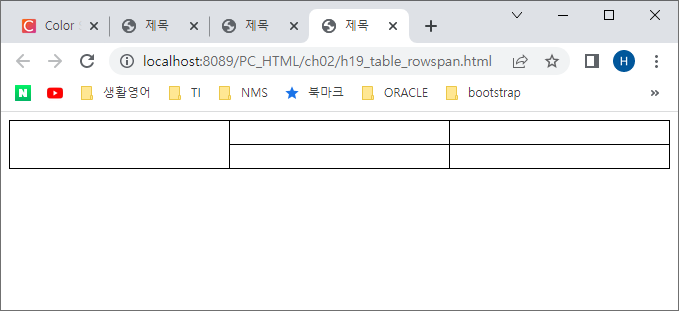 Color S 제목 제목 제목
localhost:8089/PC_HTML/ch02/h19_table_rowspan.html H
N 생활영어 TI NMS 북마크 ORACLE bootstrap »